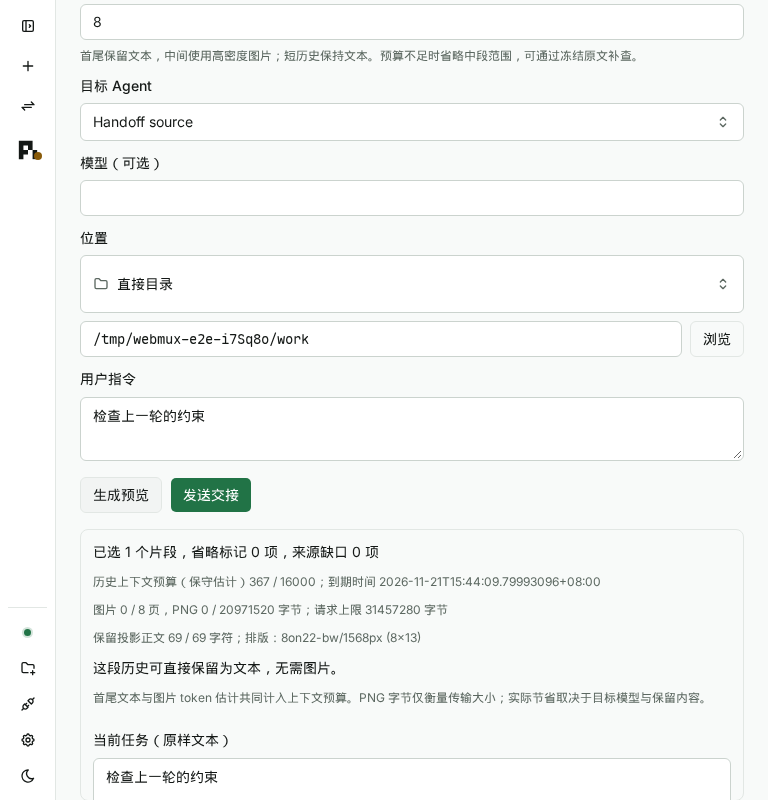 8
首尾保留文本，中间使用高密度图片；短历史保持文本。预算不足时省略中段范围，可通过冻结原文补查。
目标 Agent
Handoff source
模型（可选）
位置
直接目录
/tmp/webmux-e2e-i7Sq8o/work
浏览
用户指令
检查上一轮的约束
生成预览
发送交接
已选 1 个片段，省略标记 0 项，来源缺口 0 项
历史上下文预算（保守估计）367 / 16000；到期时间 2026-11-21T15:44:09.79993096+08:00
图片 0 / 8 页，PNG 0 / 20971520 字节；请求上限 31457280 字节
保留投影正文 69 / 69 字符；排版：8on22-bw/1568px (8×13)
这段历史可直接保留为文本，无需图片。
首尾文本与图片 token 估计共同计入上下文预算。PNG 字节仅衡量传输大小；实际节省取决于目标模型与保留内容。
当前任务（原样文本）
检查上一轮的约束